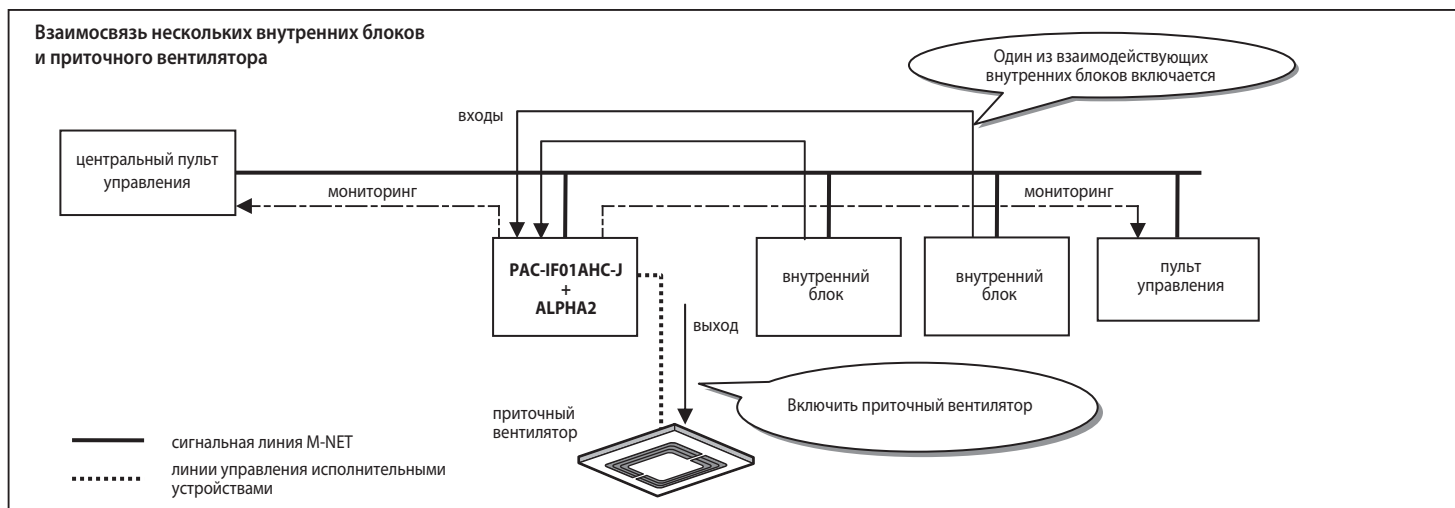 Взаимосвязь нескольких внутренних блоков
и приточного вентилятора
Один из взаимодействующих
внутренних блоков включается
входы
центральный пульт
управления
мониторинг
мониторинг
PAC-IF01AHC-J
+
ALPHA2
внутренний
блок
внутренний
блок
пульт
управления
выход
приточный
вентилятор
Включить приточный вентилятор
сигнальная линия M-NET
линии управления исполнительными
устройствами